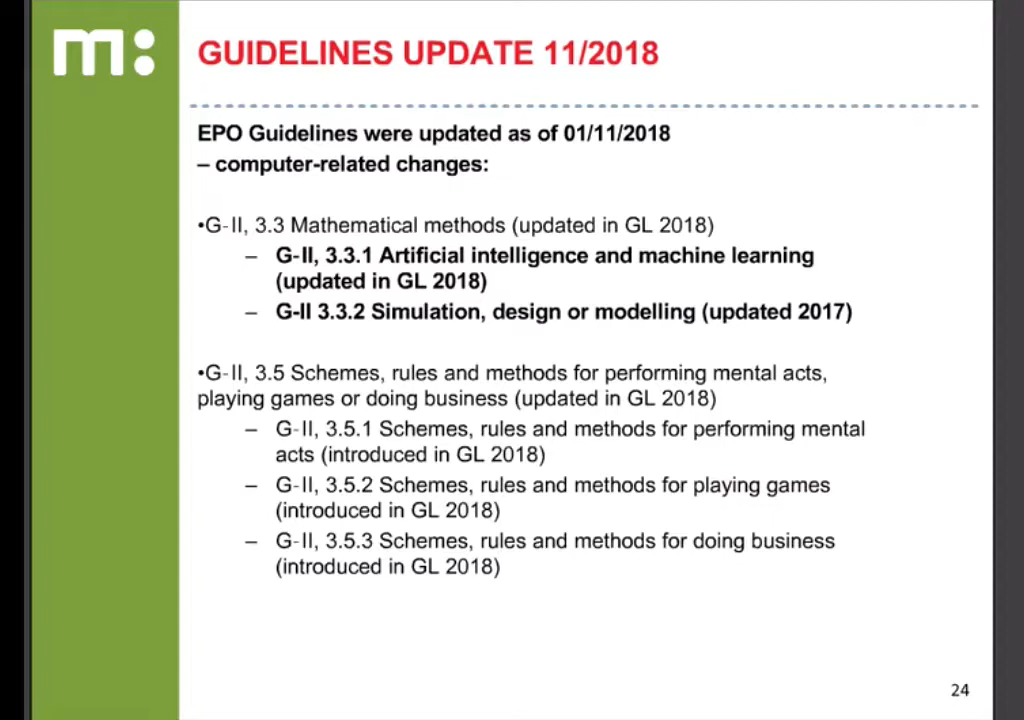 m:
GUIDELINES UPDATE 11/2018
EPO Guidelines were updated as of 01/11/2018
– computer-related changes:
•G-II, 3.3 Mathematical methods (updated in GL 2018)
– G-II, 3.3.1 Artificial intelligence and machine learning
(updated in GL 2018)
– G-II 3.3.2 Simulation, design or modelling (updated 2017)
•G-II, 3.5 Schemes, rules and methods for performing mental acts,
playing games or doing business (updated in GL 2018)
– G-II, 3.5.1 Schemes, rules and methods for performing mental
acts (introduced in GL 2018)
– G-II, 3.5.2 Schemes, rules and methods for playing games
(introduced in GL 2018)
– G-II, 3.5.3 Schemes, rules and methods for doing business
(introduced in GL 2018)
24